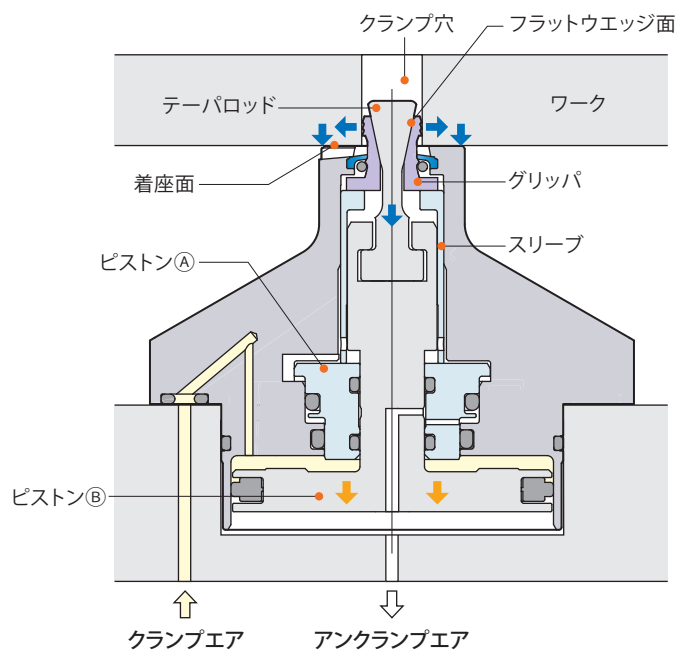 クランプ穴
フラットウエッジ面
テーパロッド
ワーク
着座面
グリッパ
スリーブ
ピストンⒶ
ピストンⒷ
クランプエア
アンクランプエア